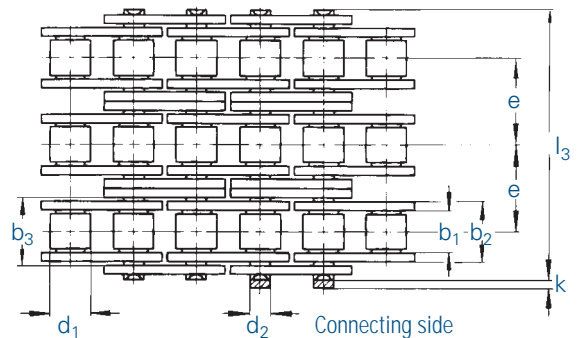 e
l₃
e
b₃
b₁
b₂
k
d₁
d₂
Connecting side